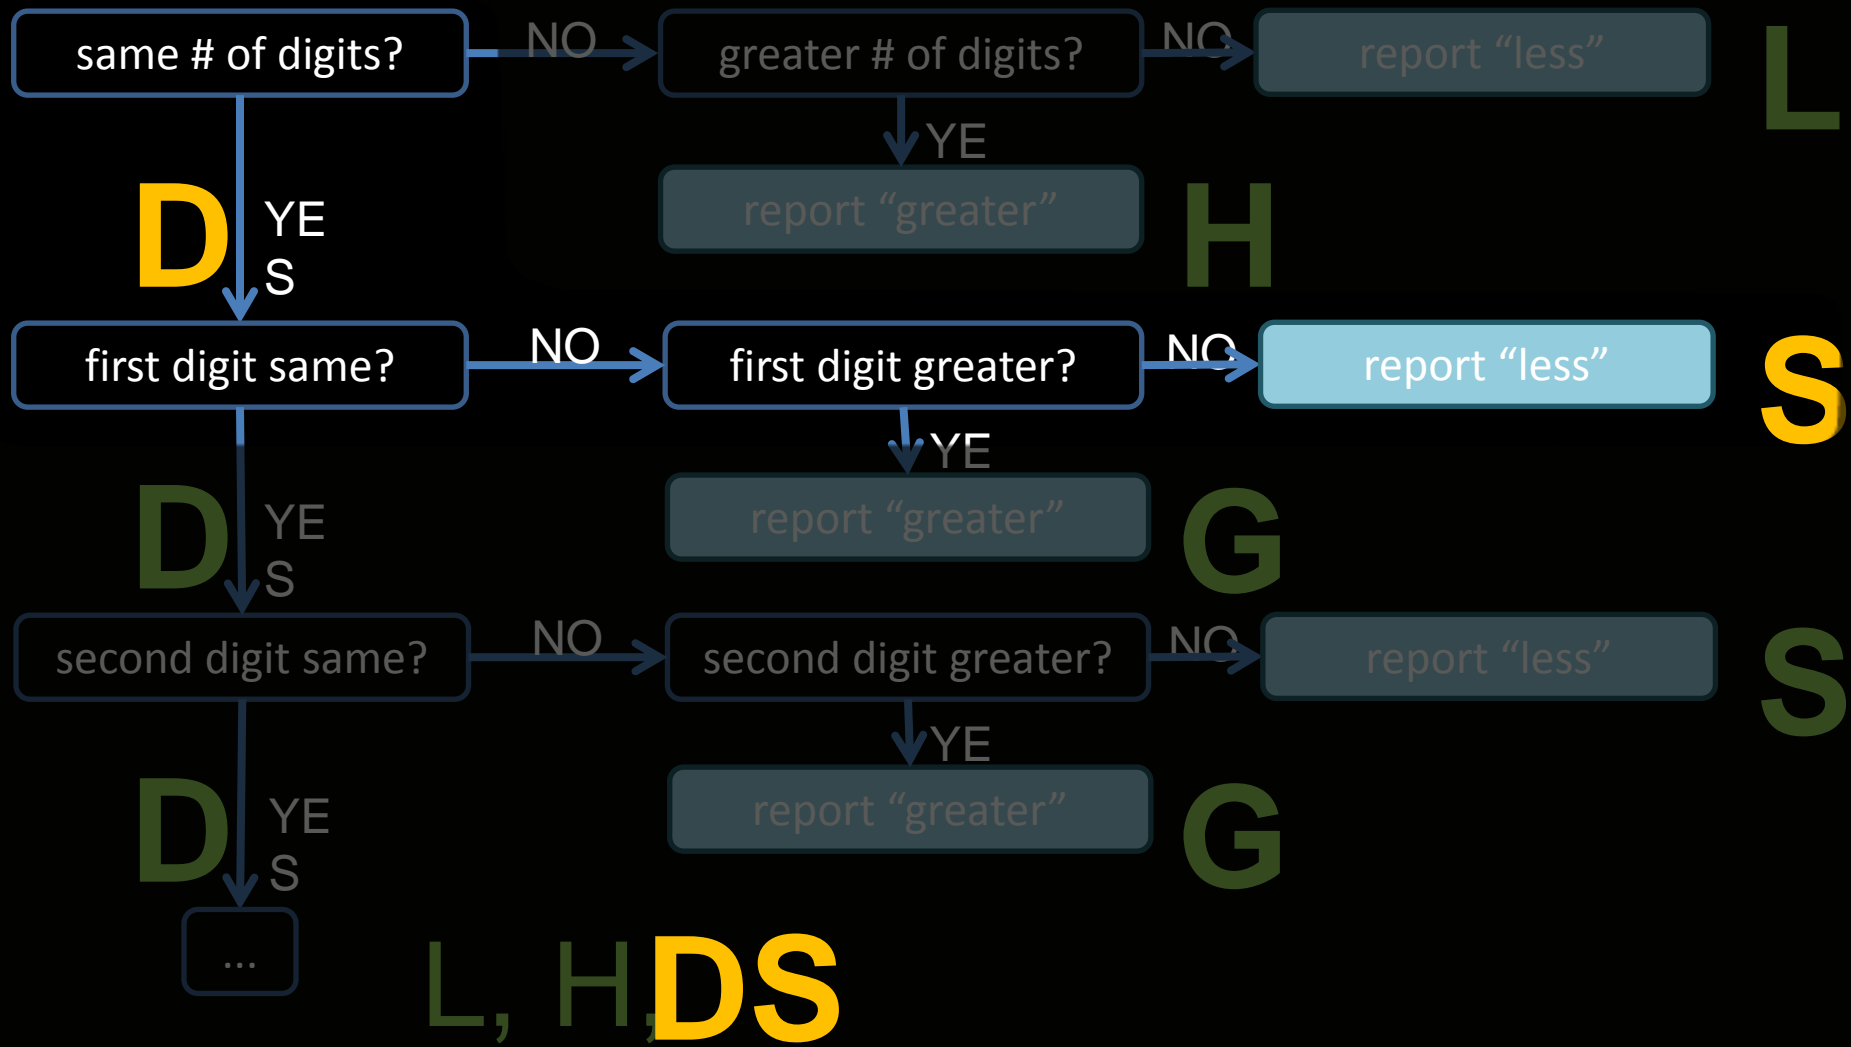 same # of digits?
NO
greater # of digits?
NO
report “less”
L
YE
report “greater”
H
D
YE
S
first digit same?
NO
first digit greater?
NO
report “less”
S
YE
report “greater”
G
D
YE
S
second digit same?
NO
second digit greater?
NO
report “less”
S
YE
report “greater”
G
D
YE
S
...
L, H, DS